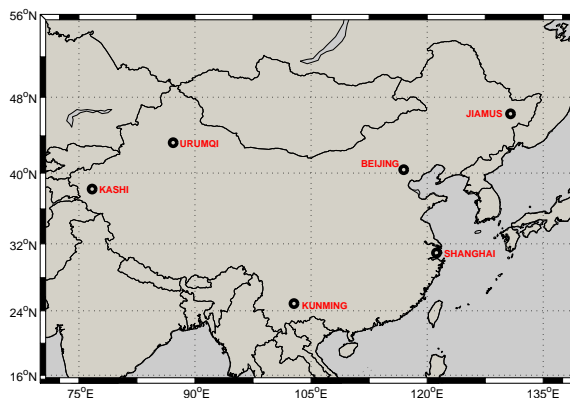 56°N
48°N
JIAMUS
URUMQI
BEIJING
40°N
KASHI
32°N
SHANGHAI
24°N
KUNMING
16°N
75°E
90°E
105°E
120°E
135°E